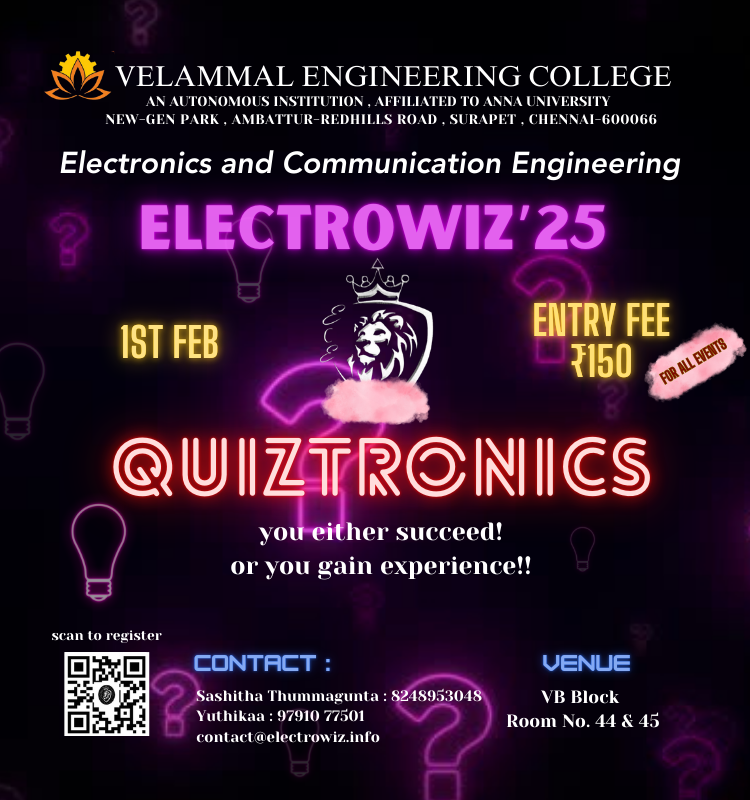 VELAMMAL ENGINEERING COLLEGE
AN AUTONOMOUS INSTITUTION , AFFILIATED TO ANNA UNIVERSITY
NEW-GEN PARK , AMBATTUR-REDHILLS ROAD , SURAPET , CHENNAI-600066
Electronics and Communication Engineering
ELECTROWIZ'25
ECE
1ST FEB
ENTRY FEE
₹150
FOR ALL EVENTS
QUIZTRONICS
you either succeed!
or you gain experience!!
scan to register
CONTACT :
Sashitha Thummagunta : 8248953048
Yuthikaa : 97910 77501
contact@electrowiz.info
VENUE
VB Block
Room No. 44 & 45